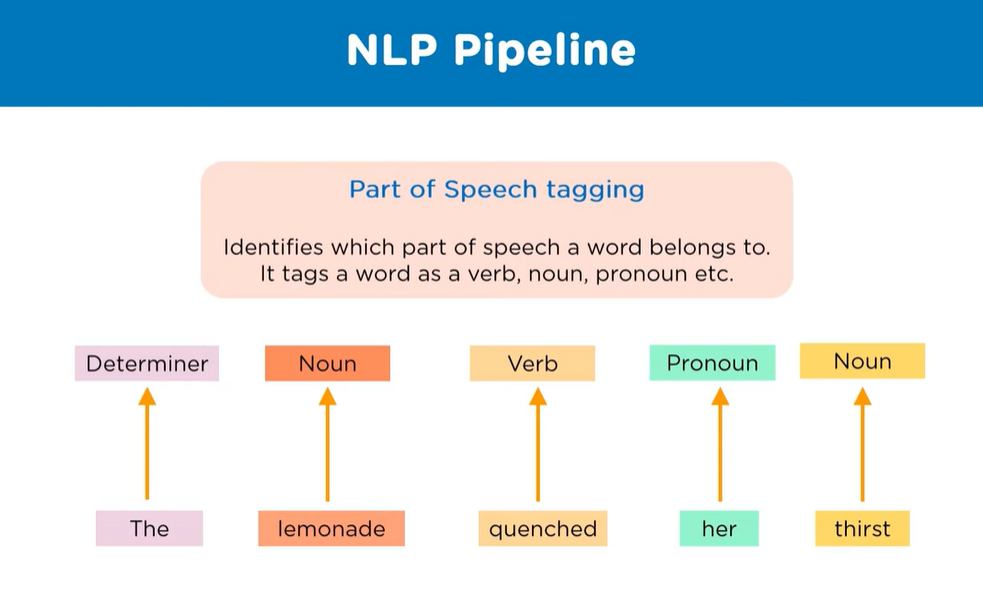 NLP Pipeline
Part of Speech tagging
Identifies which part of speech a word belongs to.
It tags a word as a verb, noun, pronoun etc.
Determiner Noun Verb Pronoun Noun
The lemonade quenched her thirst